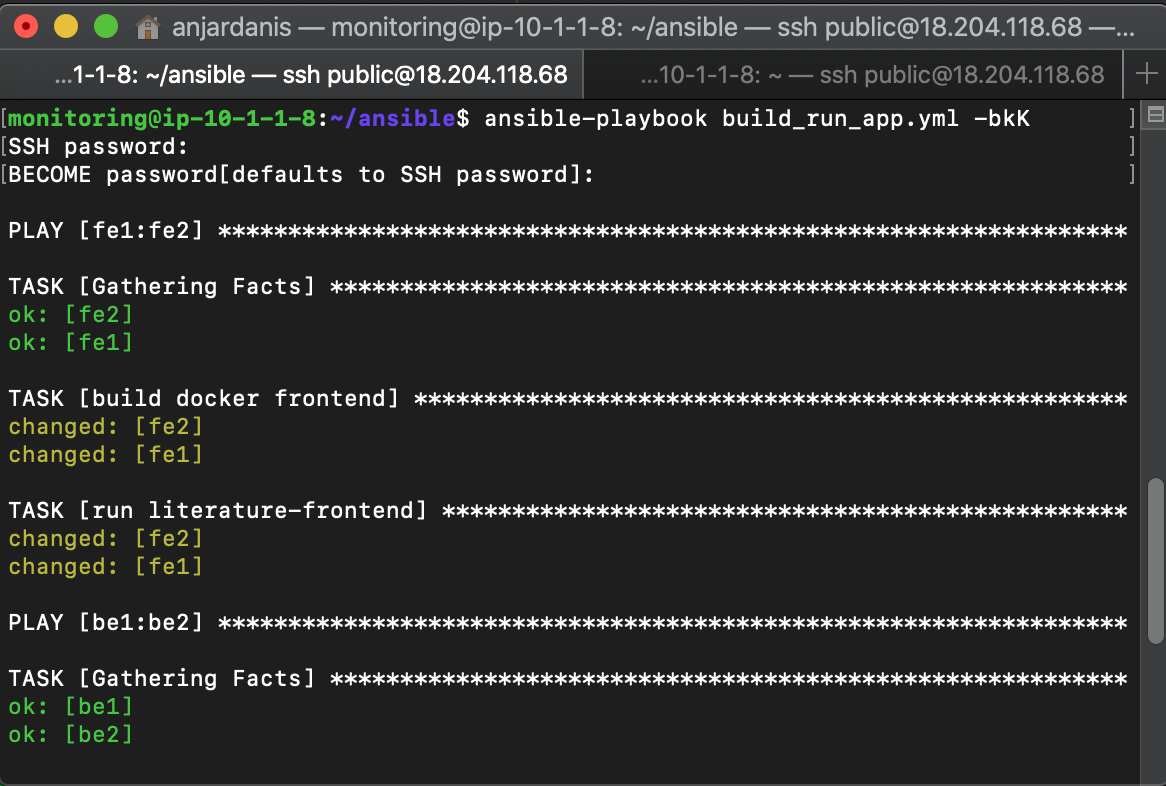 anjardanis — monitoring@ip-10-1-1-8: ~/ansible — ssh public@18.204.118.68 —...
...1-1-8: ~/ansible — ssh public@18.204.118.68
...10-1-1-8: ~ — ssh public@18.204.118.68
[monitoring@ip-10-1-1-8:~/ansible$ ansible-playbook build_run_app.yml -bkK ]
[SSH password: ]
[BECOME password[defaults to SSH password]: ]
PLAY [fe1:fe2] *****************************************************************
TASK [Gathering Facts] *********************************************************
ok: [fe2]
ok: [fe1]
TASK [build docker frontend] ***************************************************
changed: [fe2]
changed: [fe1]
TASK [run literature-frontend] *************************************************
changed: [fe2]
changed: [fe1]
PLAY [be1:be2] *****************************************************************
TASK [Gathering Facts] *********************************************************
ok: [be1]
ok: [be2]